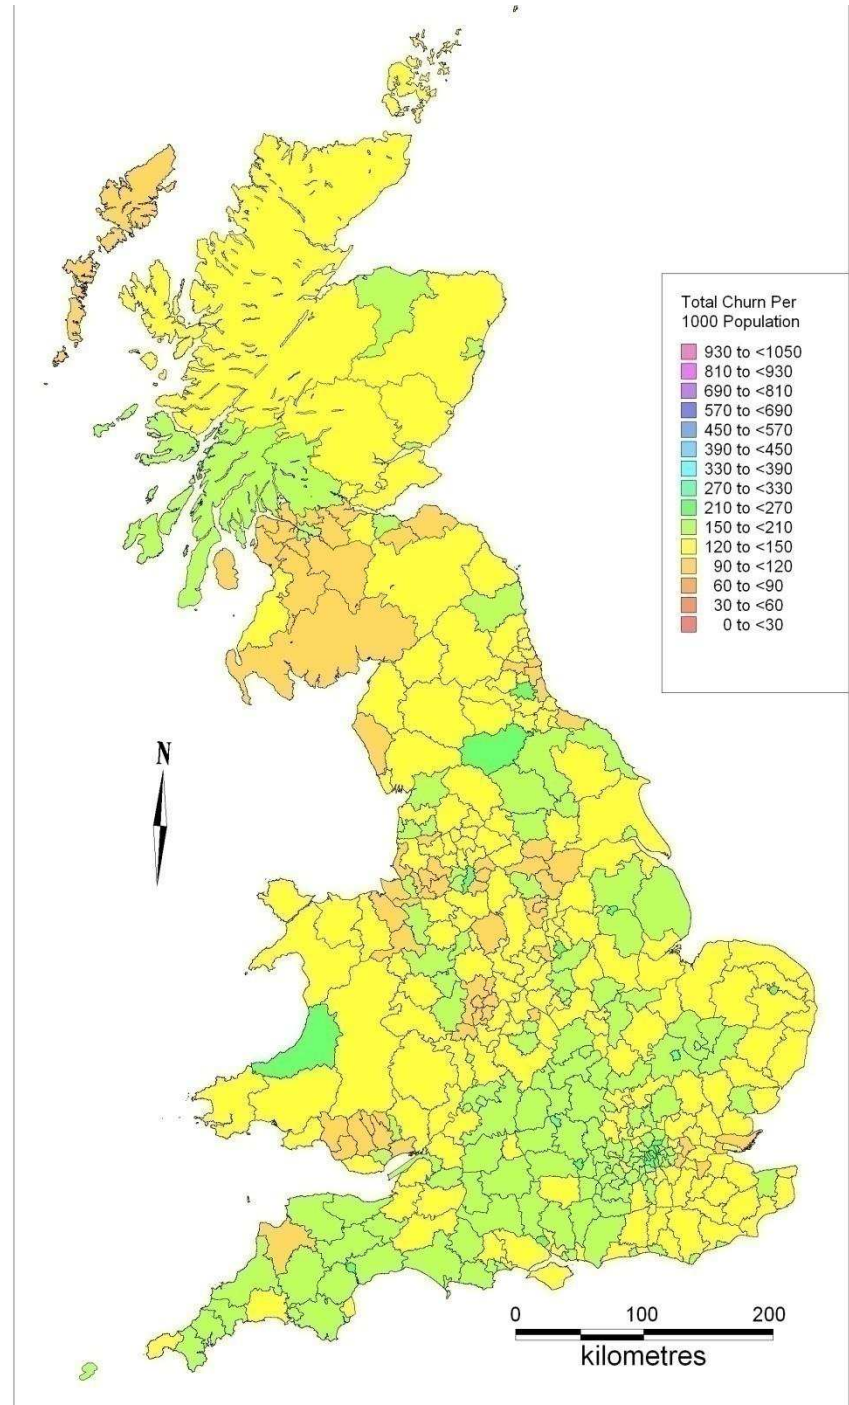 Total Churn Per
1000 Population
930 to <1050
810 to <930
690 to <810
570 to <690
450 to <570
390 to <450
330 to <390
270 to <330
210 to <270
150 to <210
120 to <150
90 to <120
60 to <90
30 to <60
0 to <30
N
0 100 200
kilometres